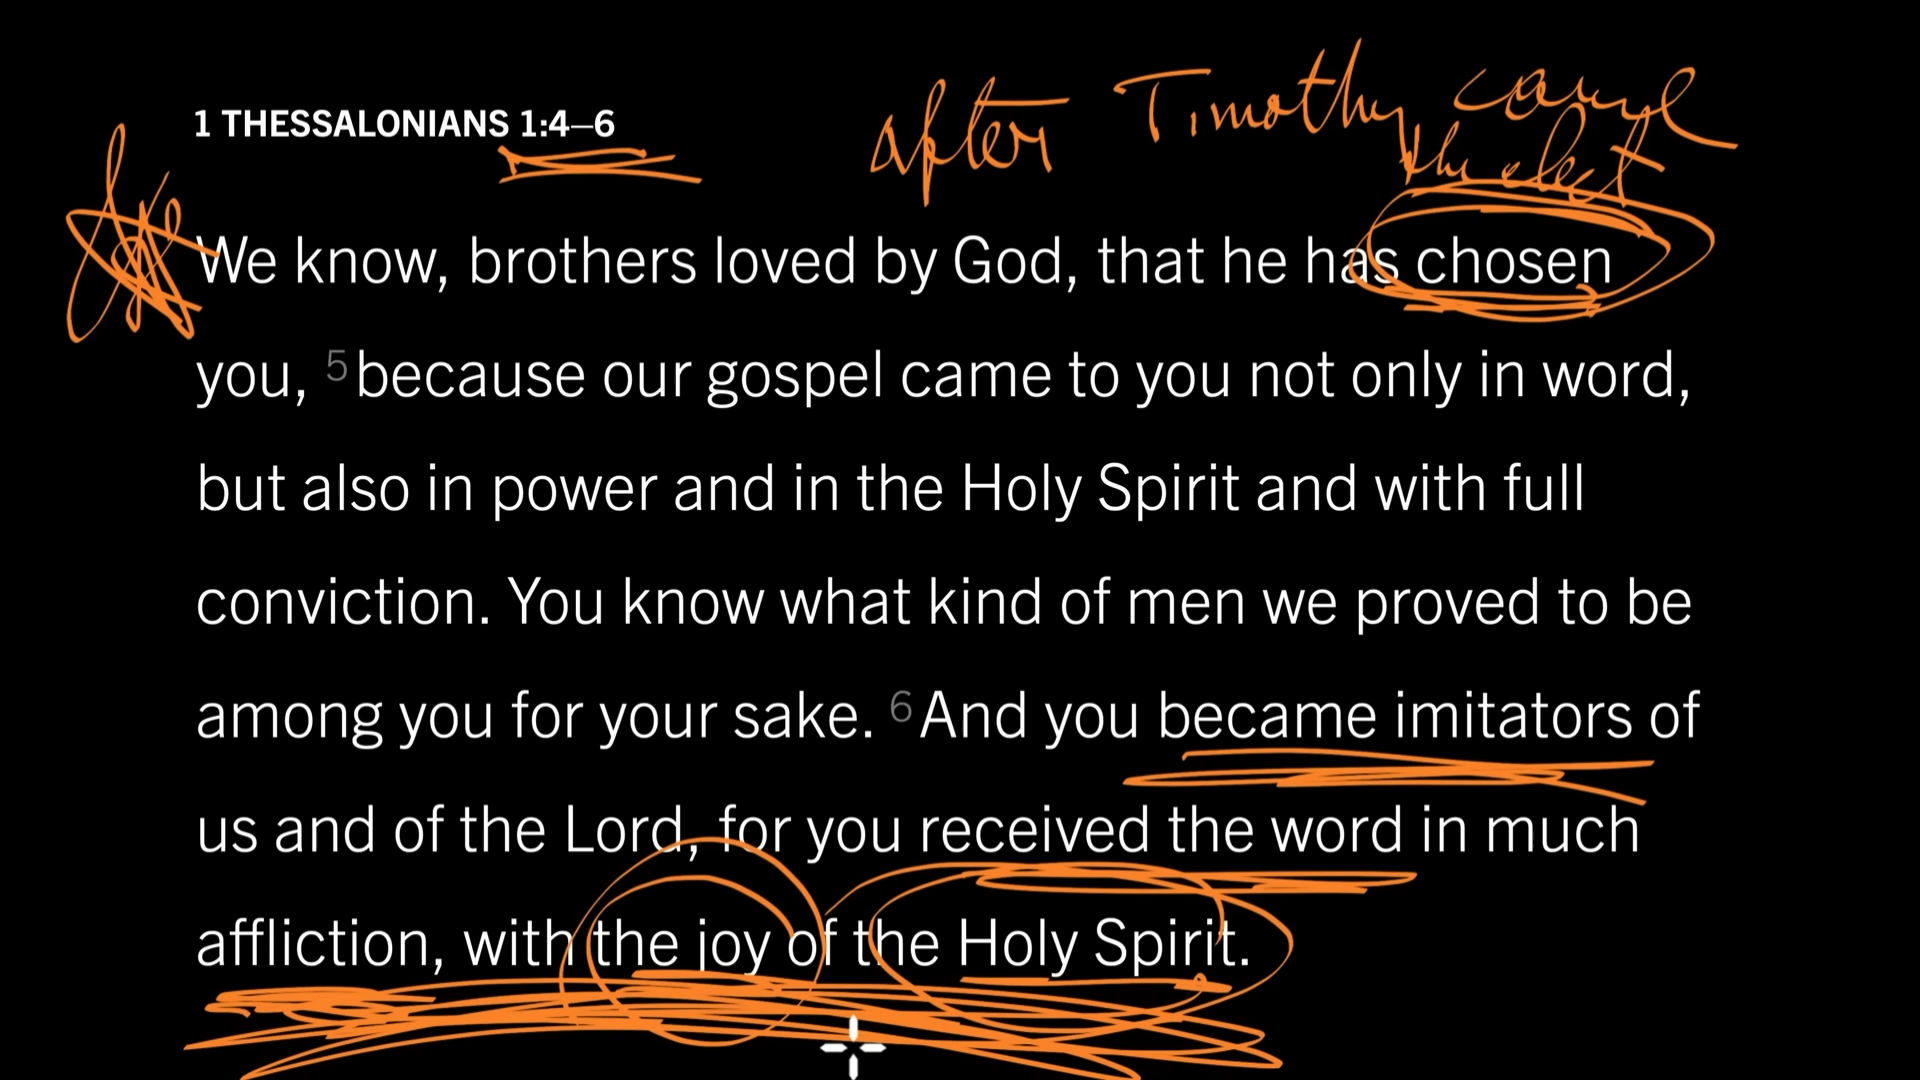 after Timothy came
1 THESSALONIANS 1:4–6
the elect
We know, brothers loved by God, that he has chosen
you, 5 because our gospel came to you not only in word,
but also in power and in the Holy Spirit and with full
conviction. You know what kind of men we proved to be
among you for your sake. 6 And you became imitators of
us and of the Lord, for you received the word in much
affliction, with the joy of the Holy Spirit.